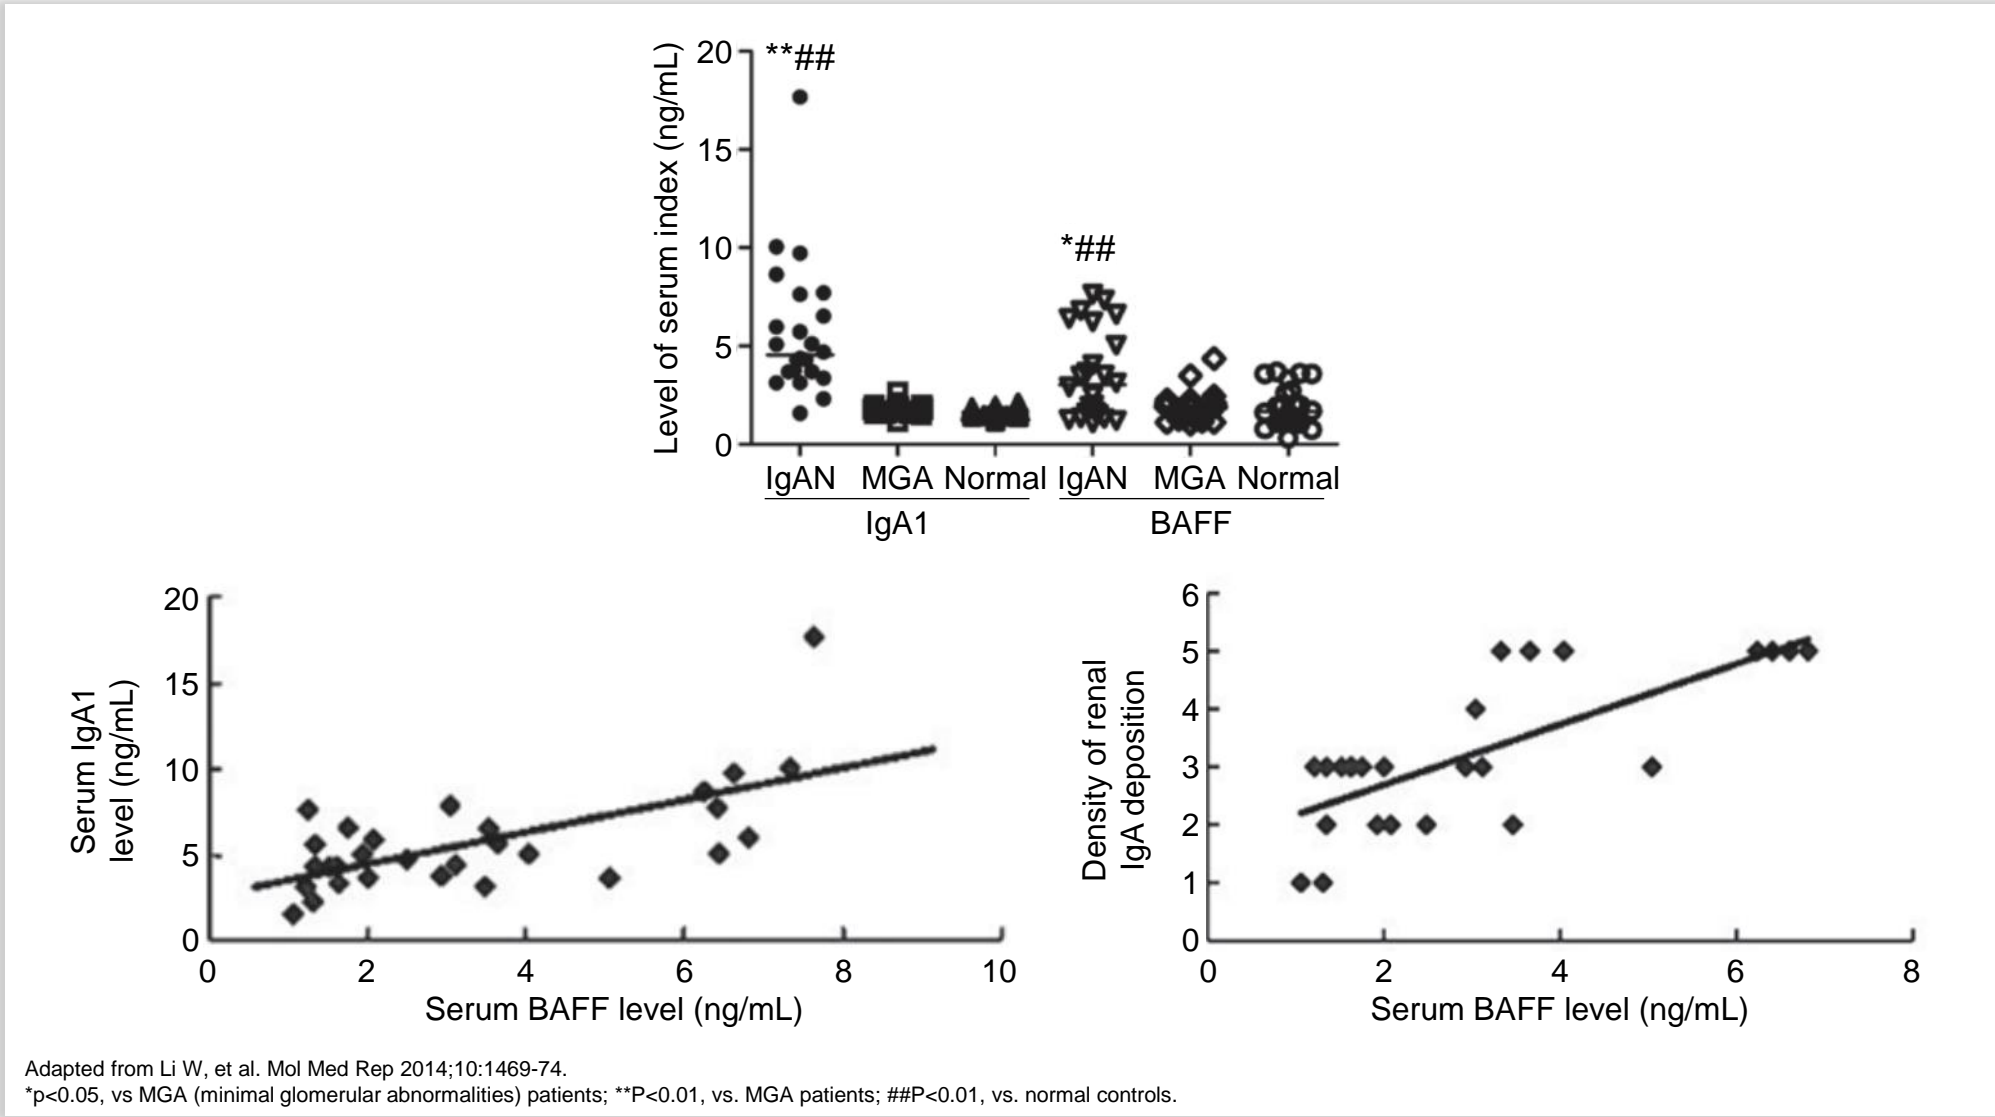 Level of serum index (ng/mL)
20
15
10
5
0
**##
*##
IgAN MGA Normal IgAN MGA Normal
IgA1 BAFF
Serum IgA1
level (ng/mL)
20
15
10
5
0
0 2 4 6 8 10
Serum BAFF level (ng/mL)
Density of renal
IgA deposition
6
5
4
3
2
1
0
0 2 4 6 8
Serum BAFF level (ng/mL)
Adapted from Li W, et al. Mol Med Rep 2014;10:1469-74.
*p<0.05, vs MGA (minimal glomerular abnormalities) patients; **P<0.01, vs. MGA patients; ##P<0.01, vs. normal controls.